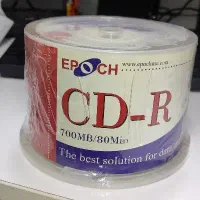 EPOCH
CD-R
700MB/80Min
The best solution for